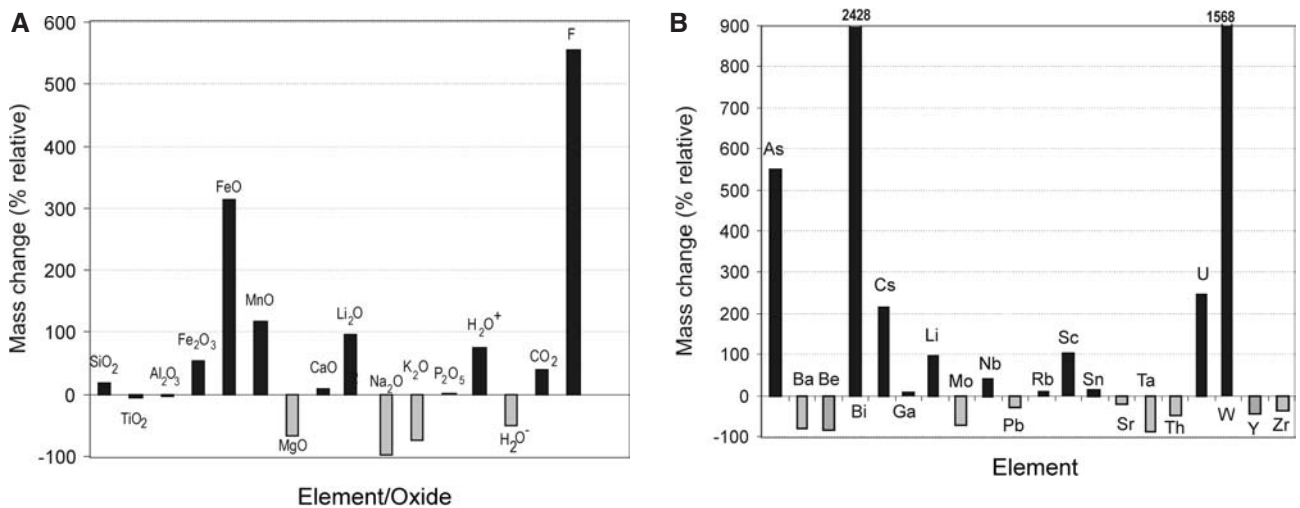 A
Mass change (% relative)
600
500
400
300
200
100
0
-100
SiO₂
TiO₂
Al₂O₃
Fe₂O₃
FeO
MnO
MgO
CaO
Li₂O
Na₂O
K₂O
P₂O₅
H₂O⁺
H₂O⁻
CO₂
F
Element/Oxide
B
Mass change (% relative)
900
800
700
600
500
400
300
200
100
0
-100
2428
1568
As
Ba
Be
Bi
Cs
Ga
Li
Mo
Nb
Pb
Rb
Sc
Sn
Sr
Ta
Th
U
W
Y
Zr
Element